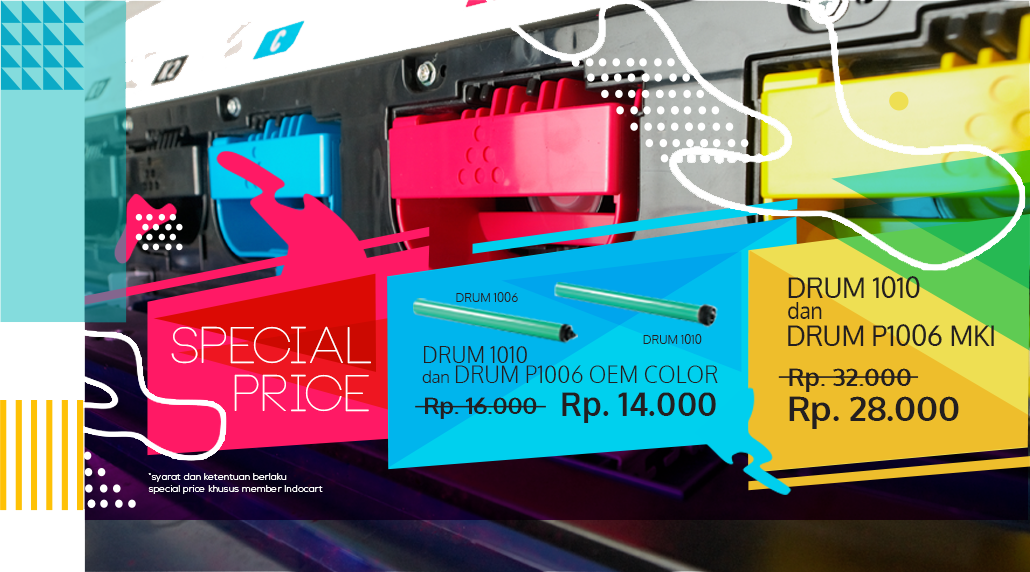 C
SPECIAL
PRICE
*syarat dan ketentuan berlaku
special price khusus member Indocart
DRUM 1006
DRUM 1010
DRUM 1010
dan DRUM P1006 OEM COLOR
Rp. 16.000 Rp. 14.000
DRUM 1010
dan
DRUM P1006 MKI
Rp. 32.000
Rp. 28.000